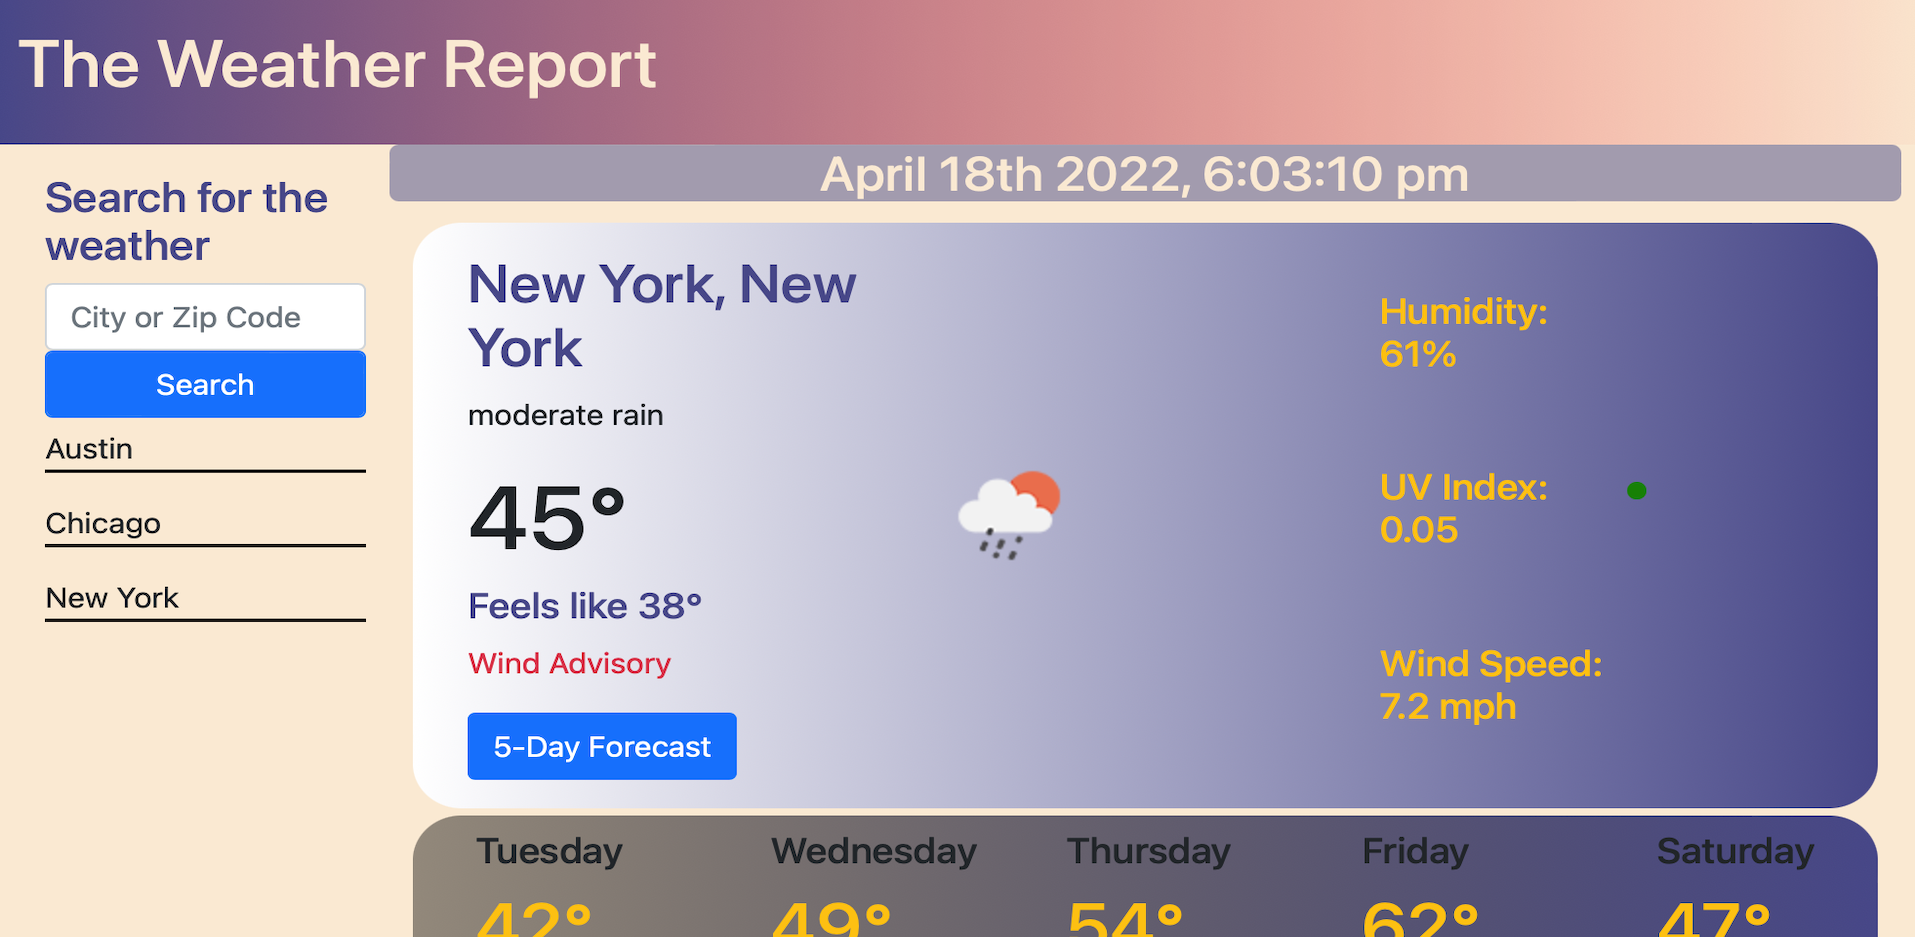 The Weather Report
April 18th 2022, 6:03:10 pm
Search for the
weather
City or Zip Code
Search
Austin
Chicago
New York
New York, New
York
moderate rain
45°
Feels like 38°
Wind Advisory
5-Day Forecast
Humidity:
61%
UV Index:
0.05
Wind Speed:
7.2 mph
Tuesday Wednesday Thursday Friday Saturday
42° 49° 54° 62° 47°